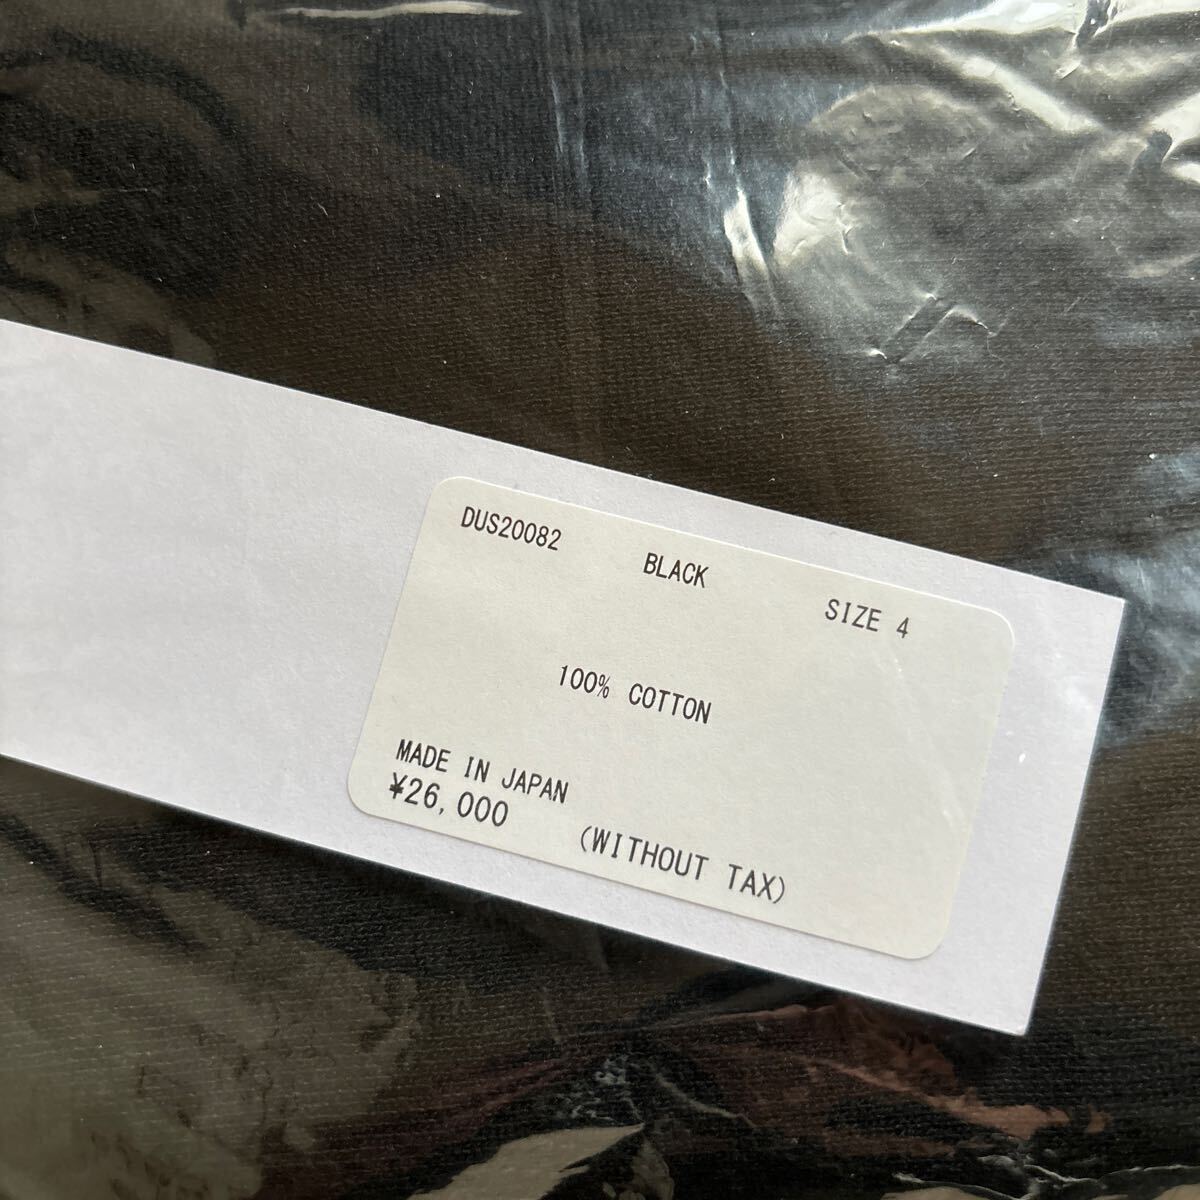 DUS20082 BLACK SIZE 4
100% COTTON
MADE IN JAPAN
¥26,000 (WITHOUT TAX)